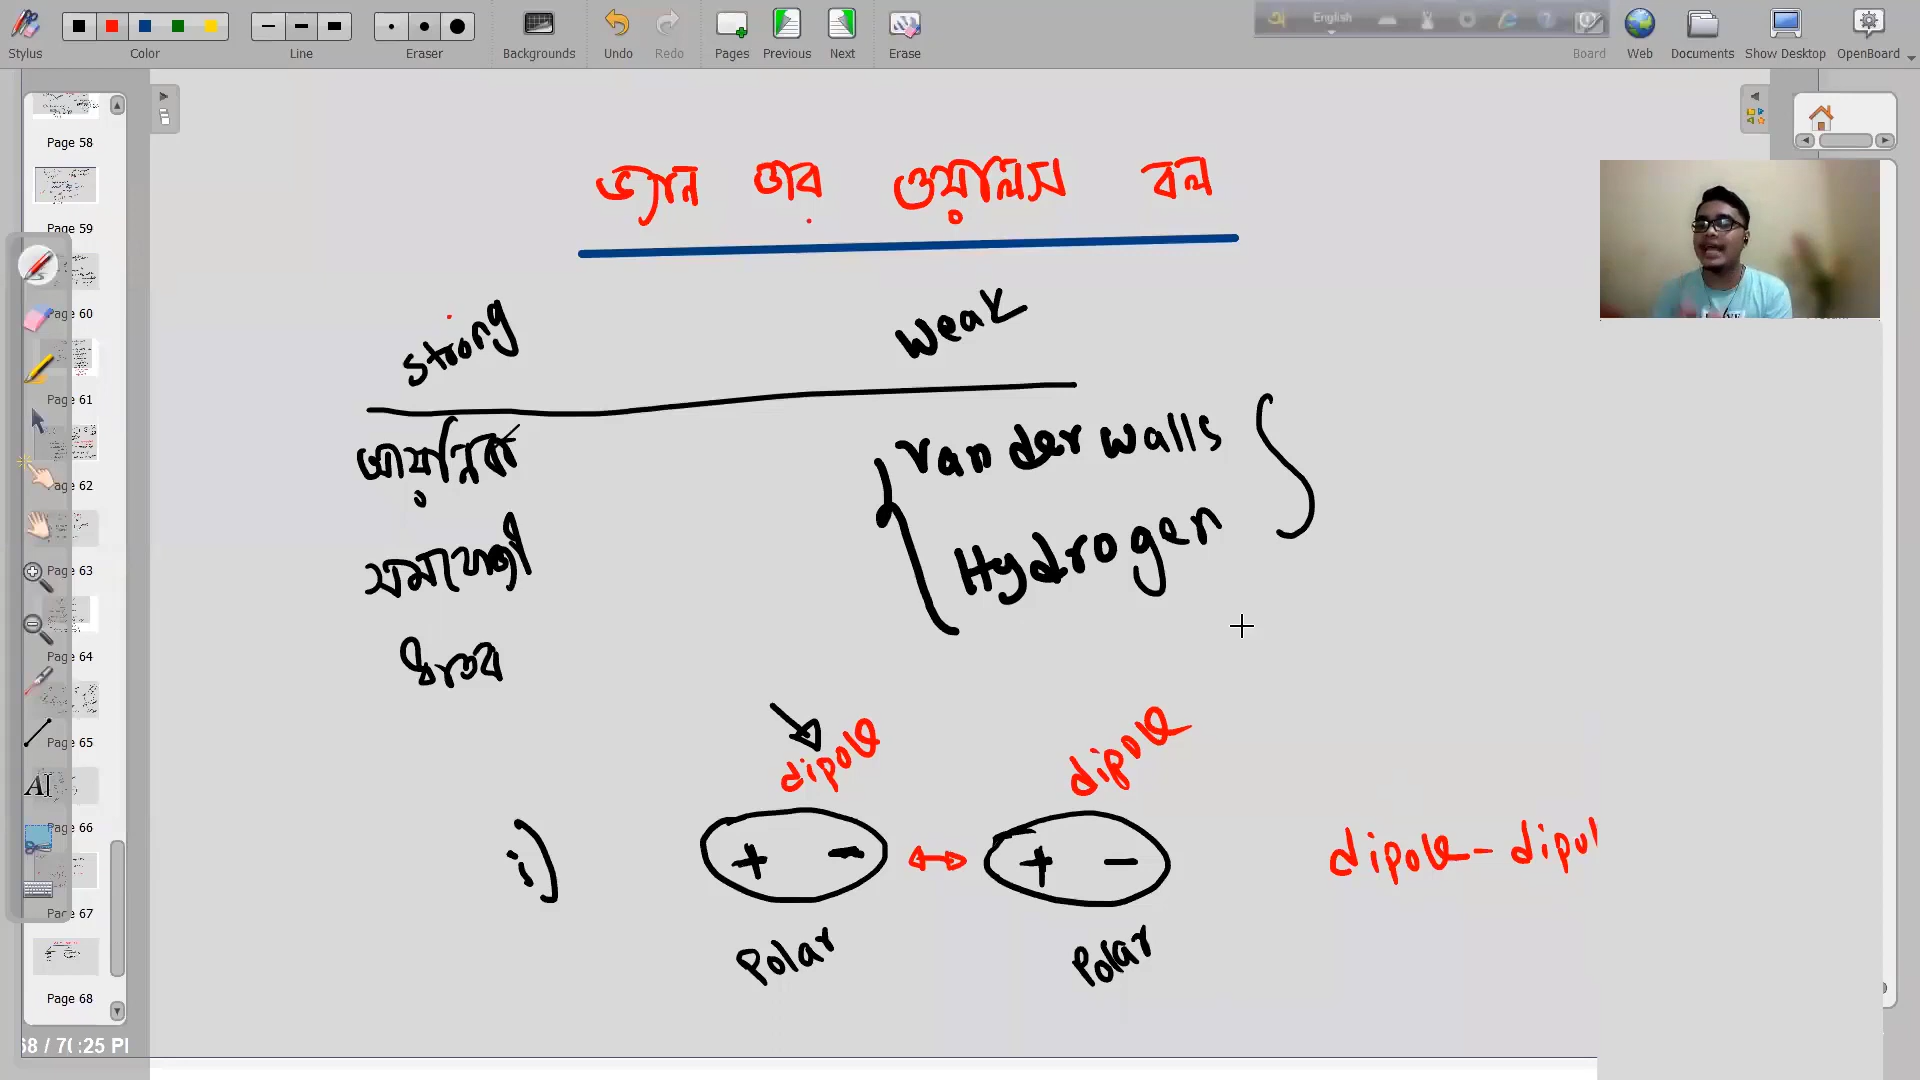 Stylus
Color
Line
Eraser
Backgrounds
Undo
Redo
Pages
Previous
Next
Erase
English
Board
Web
Documents
Show Desktop
OpenBoard
Page 58
Page 59
Page 60
Page 61
Page 62
Page 63
Page 64
Page 65
Page 66
Page 67
Page 68
ভ্যান ডার ওয়ালস বল
strong weak
আয়নিক van der walls
সমযোজী Hydrogen
ধাতব
dipole dipole
i) + - + - dipole - dipol
Polar Polar